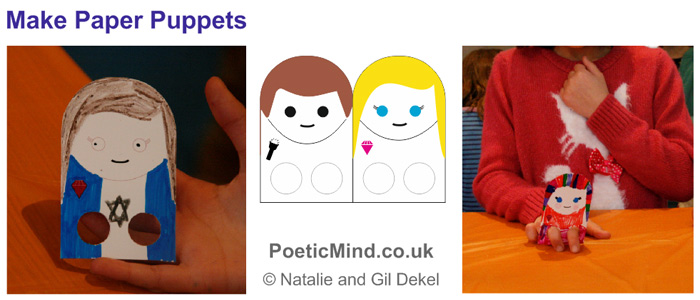 Make Paper Puppets
PoeticMind.co.uk
© Natalie and Gil Dekel